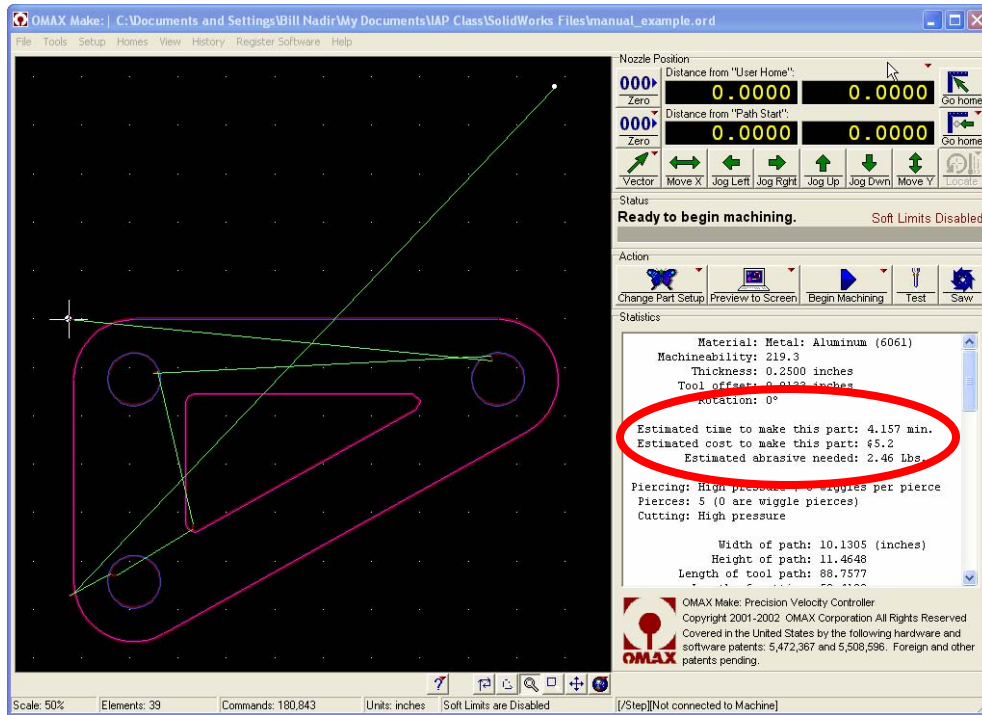 OMAX Make: | C:\Documents and Settings\Bill Nadir\My Documents\IAP Class\SolidWorks Files\manual_example.ord
File Tools Setup Homes View History Register Software Help
Nozzle Position
Distance from "User Home":
000 0.0000 0.0000
Zero Go home
Distance from "Path Start":
000 0.0000 0.0000
Zero Go home
Vector Move X Jog Left Jog Rght Jog Up Jog Dwn Move Y Locate
Status
Ready to begin machining. Soft Limits Disabled
Action
Change Part Setup Preview to Screen Begin Machining Test Saw
Statistics
Material: Metal: Aluminum (6061)
Machineability: 219.3
Thickness: 0.2500 inches
Tool offset: 0.0133 inches
Rotation: 0°
Estimated time to make this part: 4.157 min.
Estimated cost to make this part: $5.2
Estimated abrasive needed: 2.46 Lbs.
Piercing: High pressure wiggles per pierce
Pierces: 5 (0 are wiggle pierces)
Cutting: High pressure
Width of path: 10.1305 (inches)
Height of path: 11.4648
Length of tool path: 88.7577
OMAX Make: Precision Velocity Controller
Copyright 2001-2002 OMAX Corporation All Rights Reserved
Covered in the United States by the following hardware and
software patents: 5,472,367 and 5,508,596. Foreign and other
patents pending.
OMAX
Scale: 50% Elements: 39 Commands: 180,843 Units: inches Soft Limits are Disabled [/Step][Not connected to Machine]